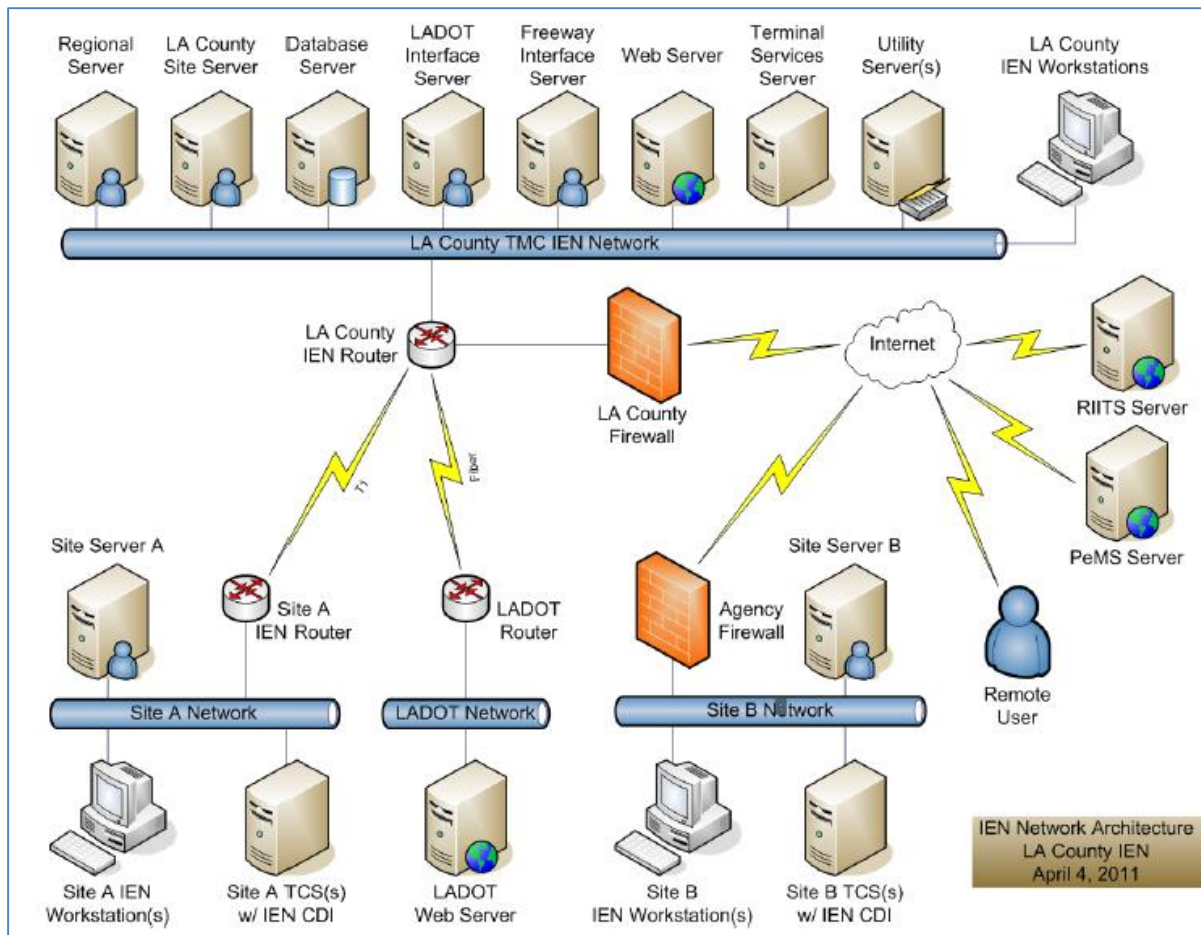 Regional
Server
LA County
Site Server
Database
Server
LADOT
Interface
Server
Freeway
Interface
Server
Web Server
Terminal
Services
Server
Utility
Server(s)
LA County
IEN Workstations
LA County TMC IEN Network
LA County
IEN Router
LA County
Firewall
Internet
RIITS Server
T1
Fiber
PeMS Server
Site Server A
Site A
IEN Router
LADOT
Router
Agency
Firewall
Site Server B
Remote
User
Site A Network
LADOT Network
Site B Network
Site A IEN
Workstation(s)
Site A TCS(s)
w/ IEN CDI
LADOT
Web Server
Site B
IEN Workstation(s)
Site B TCS(s)
w/ IEN CDI
IEN Network Architecture
LA County IEN
April 4, 2011